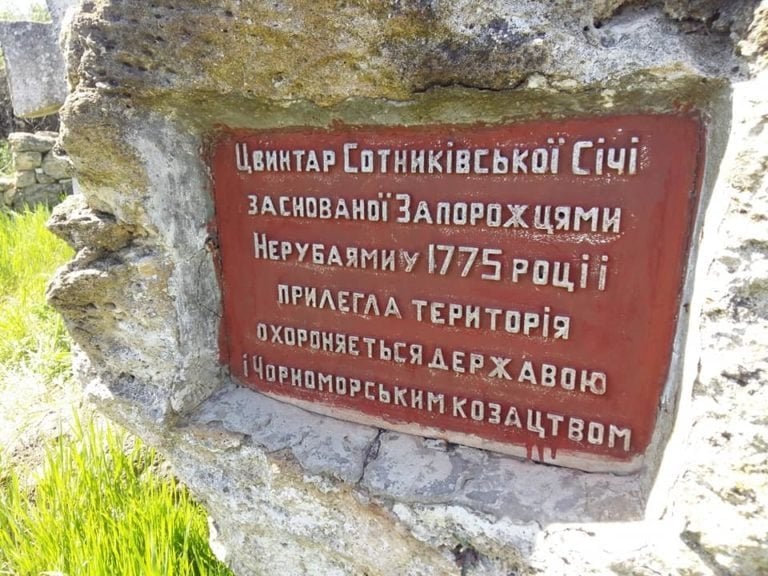 Цвинтар Сотниківської Січі
заснованої Запорожцями
Нерубаями у 1775 році і
прилегла територія
охороняється державою
і Чорноморським козацтвом